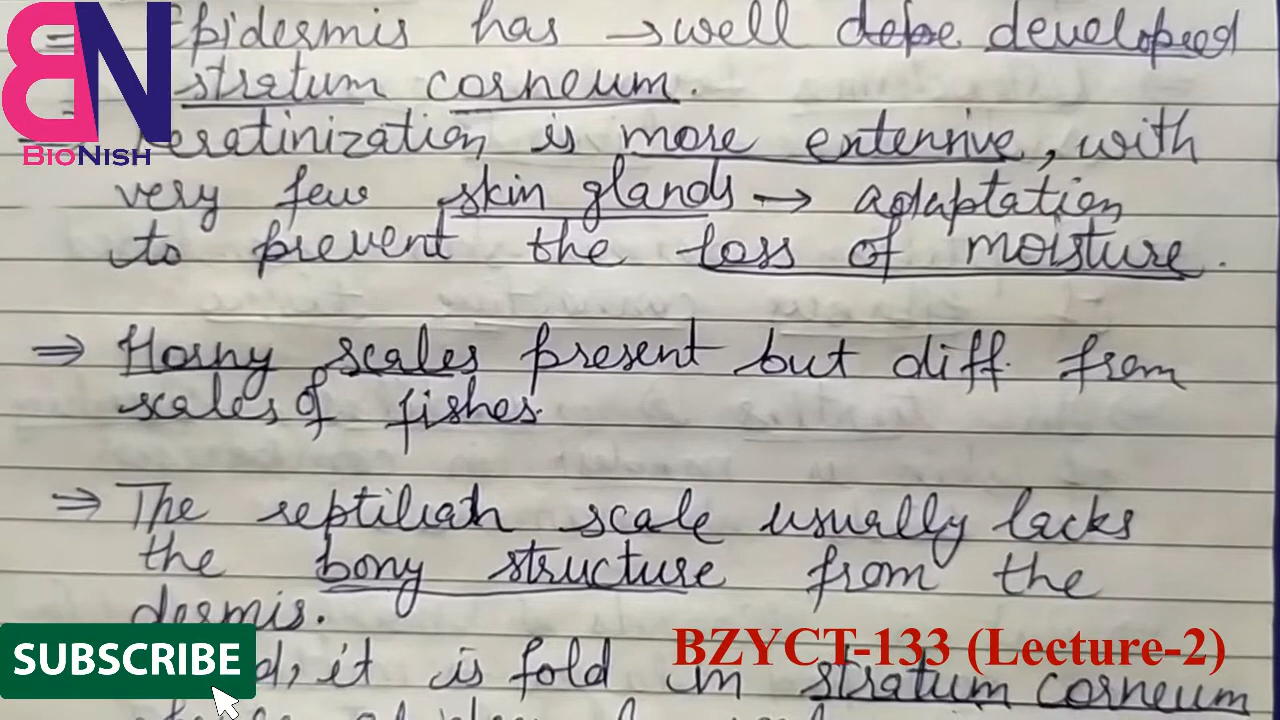 ⇒ Epidermis has → well depe. developed
stratum corneum.
Keratinization is more extensive, with
very few skin glands → adaptation
to prevent the loss of moisture.
⇒ Horny scales present but diff. from
scales of fishes.
⇒ The reptilian scale usually lacks
the bony structure from the
dermis.
it is fold in stratum corneum
BN
BIONISH
SUBSCRIBE
BZYCT-133 (Lecture-2)